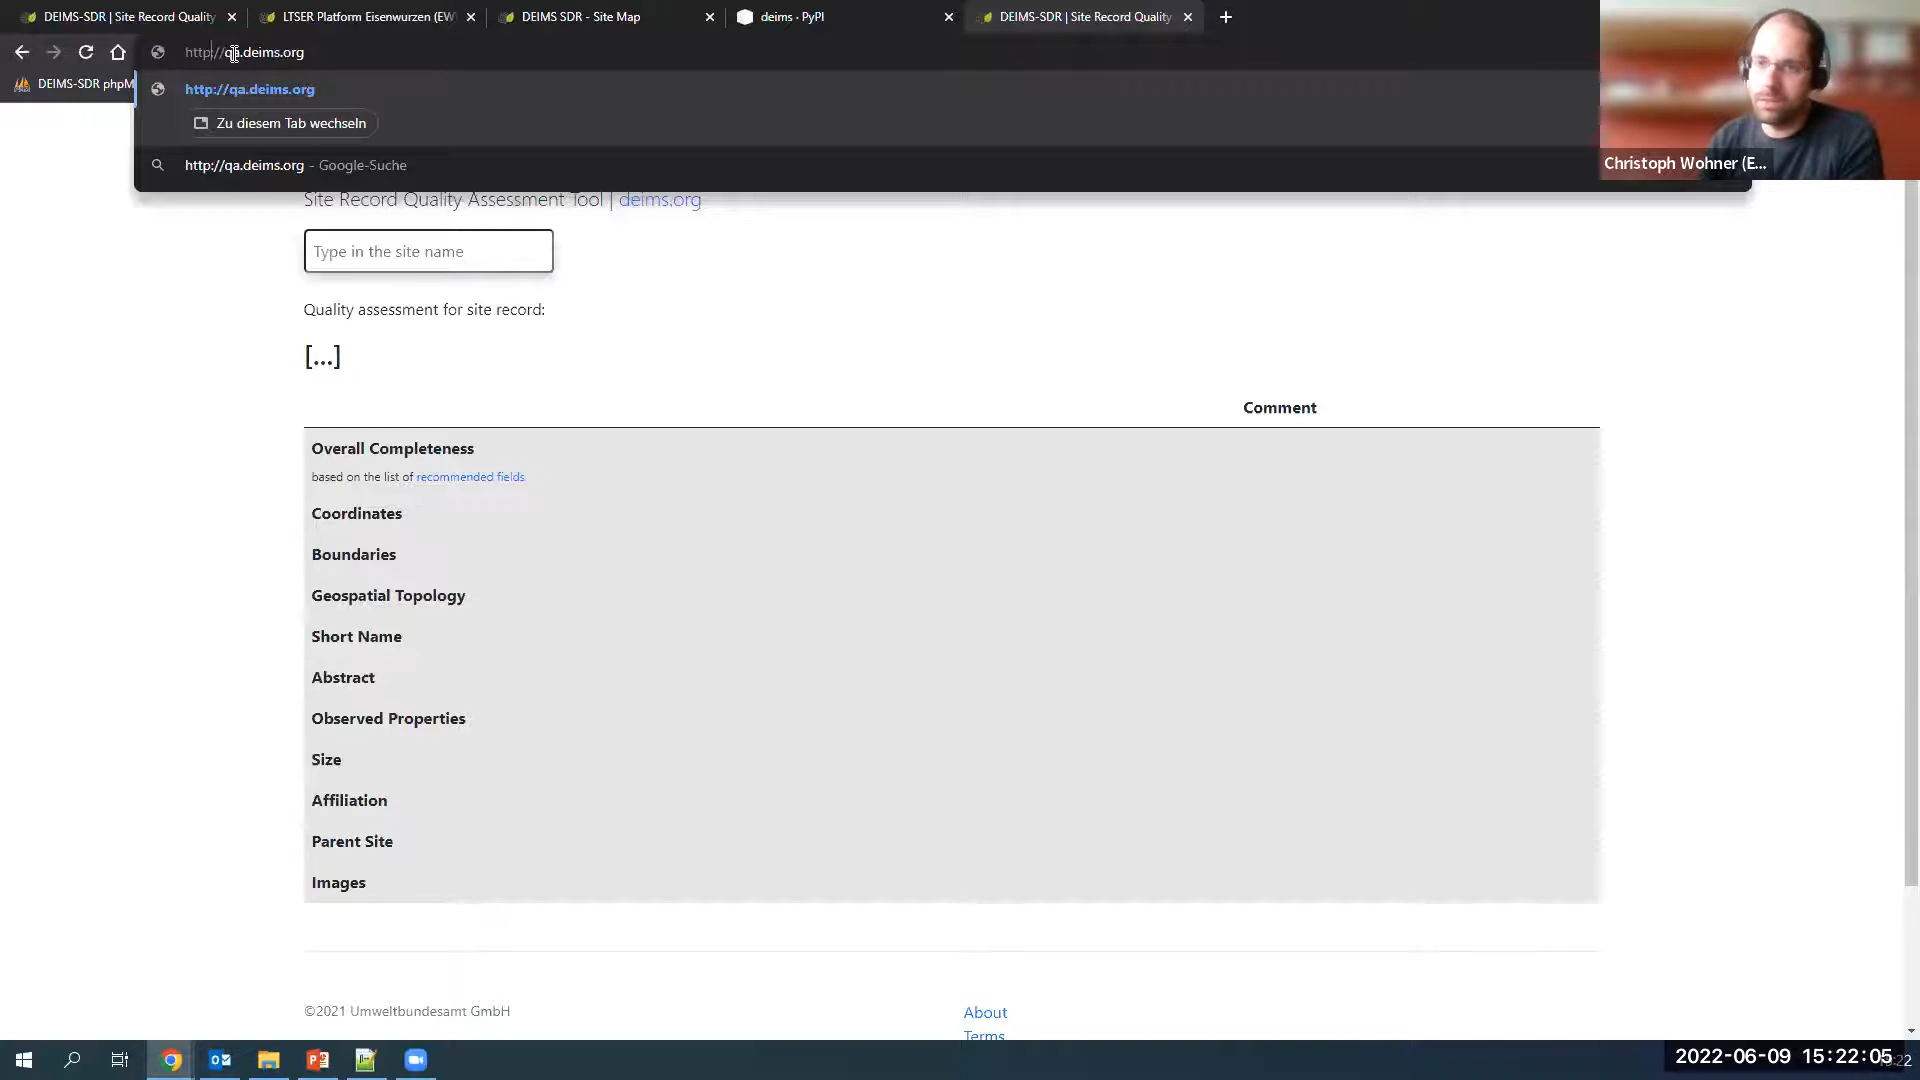 DEIMS-SDR | Site Record Quality
LTSER Platform Eisenwurzen (EW
DEIMS SDR - Site Map
deims · PyPI
DEIMS-SDR | Site Record Quality
http://qa.deims.org
DEIMS-SDR phpM
http://qa.deims.org
Zu diesem Tab wechseln
http://qa.deims.org - Google-Suche
Christoph Wohner (E...
Site Record Quality Assessment Tool | deims.org
Type in the site name
Quality assessment for site record:
[...]
Comment
Overall Completeness
based on the list of recommended fields
Coordinates
Boundaries
Geospatial Topology
Short Name
Abstract
Observed Properties
Size
Affiliation
Parent Site
Images
©2021 Umweltbundesamt GmbH
About
Terms
2022-06-09 15:22:05